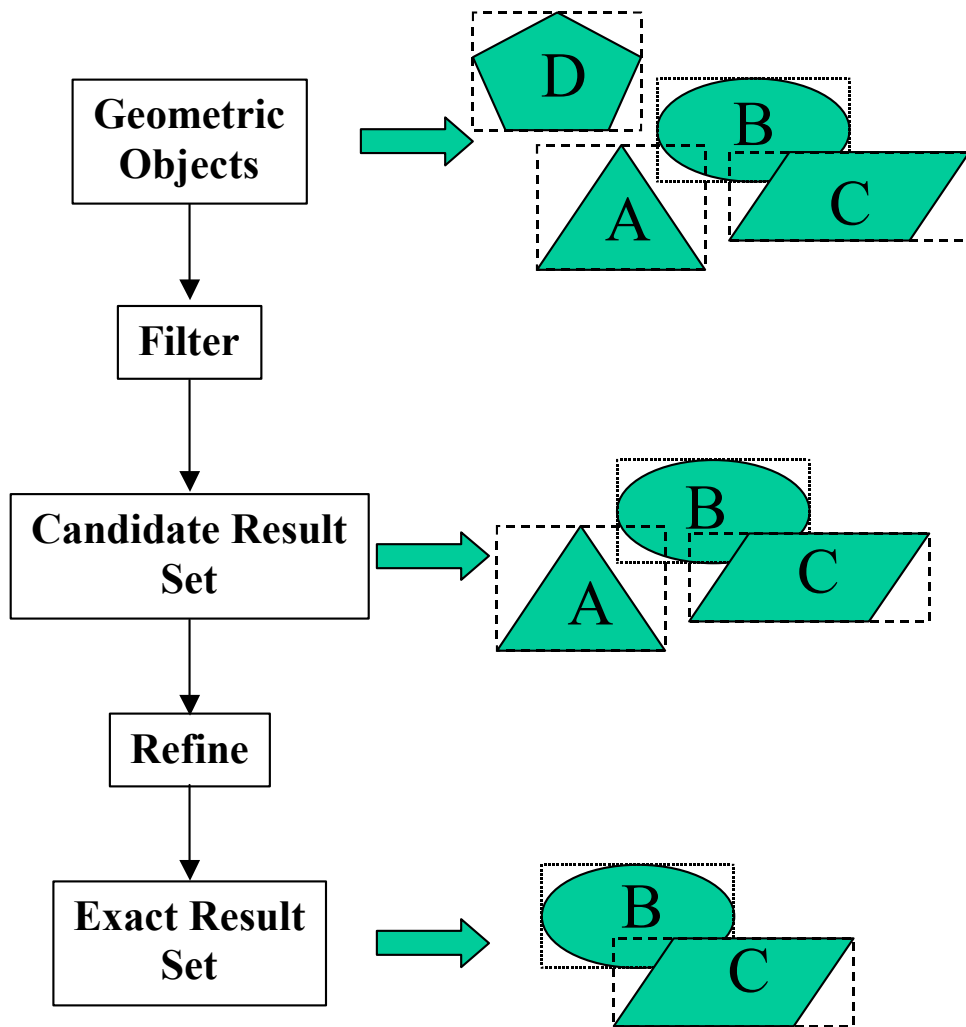 Geometric
Objects
D
B
C
A
Filter
Candidate Result
Set
B
C
A
Refine
Exact Result
Set
B
C